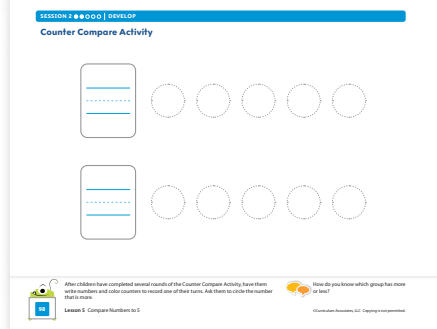 SESSION 2 | DEVELOP
Counter Compare Activity
After children have completed several rounds of the Counter Compare Activity, have them
write numbers and color counters to record one of their turns. Ask them to circle the number
that is more.
How do you know which group has more
or less?
98
Lesson 5 Compare Numbers to 5
©Curriculum Associates, LLC Copying is not permitted.